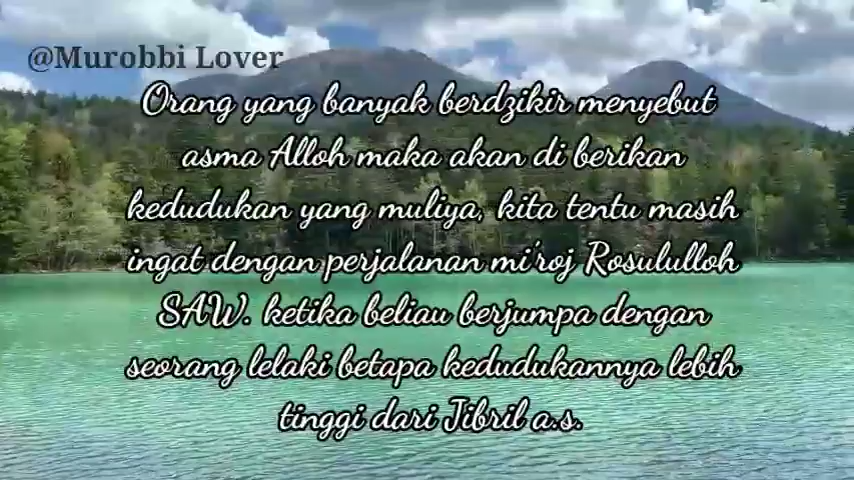 @Murobbi Lover
Orang yang banyak berdzikir menyebut
asma Alloh maka akan di berikan
kedudukan yang muliya, kita tentu masih
ingat dengan perjalanan mi'roj Rosululloh
SAW. ketika beliau berjumpa dengan
seorang lelaki betapa kedudukannya lebih
tinggi dari Jibril a.s.